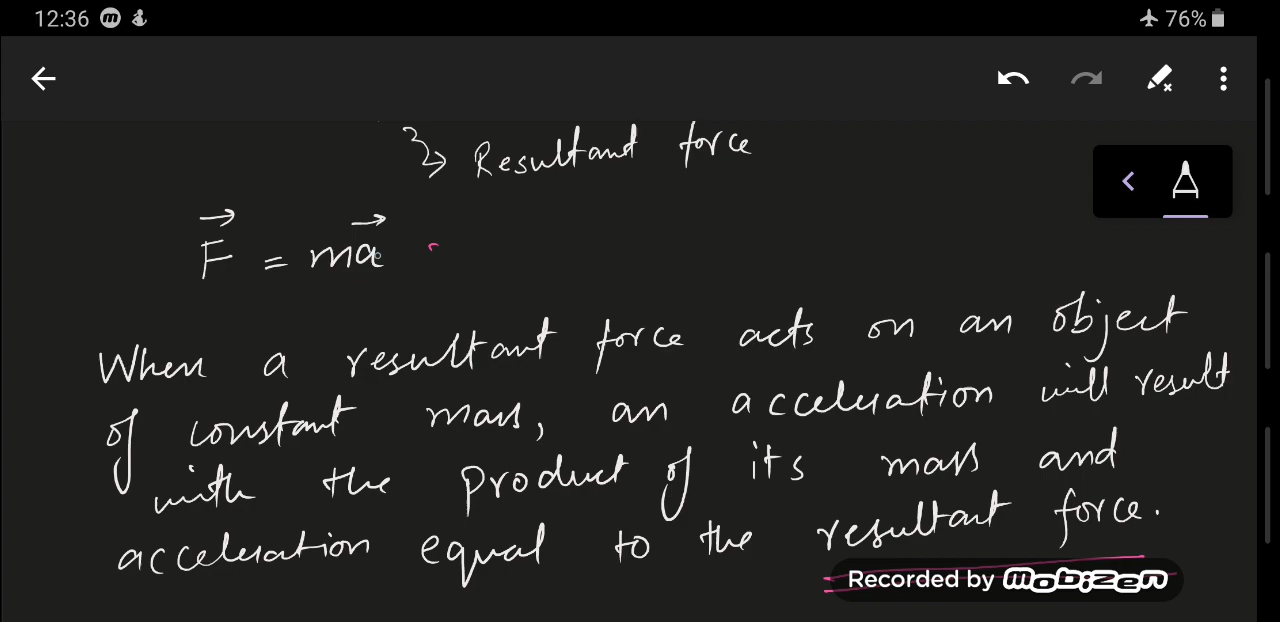 12:36 76%
Resultant force
F = ma
When a resultant force acts on an object
of constant mass, an acceleration will result
with the product of its mass and
acceleration equal to the resultant force.
Recorded by mobizen